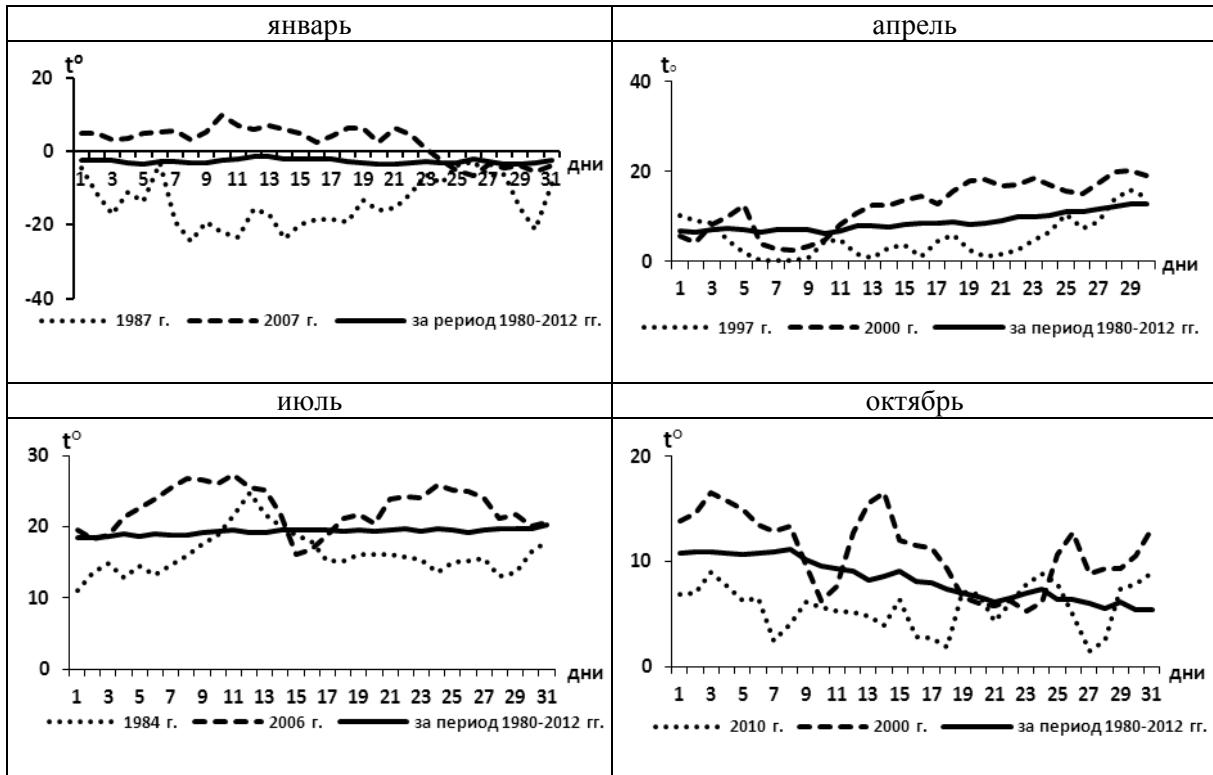 январь
t⁰
20
0
-20
-40
1 3 5 7 9 11 13 15 17 19 21 23 25 27 29 31
дни
1987 г. 2007 г. за рериод 1980-2012 гг.
апрель
t₀
40
20
0
1 3 5 7 9 11 13 15 17 19 21 23 25 27 29
дни
1997 г. 2000 г. за период 1980-2012 гг.
июль
t°
30
20
10
0
1 3 5 7 9 11 13 15 17 19 21 23 25 27 29 31
дни
1984 г. 2006 г. за период 1980-2012 гг.
октябрь
t°
20
10
0
1 3 5 7 9 11 13 15 17 19 21 23 25 27 29 31
дни
2010 г. 2000 г. за период 1980-2012 гг.